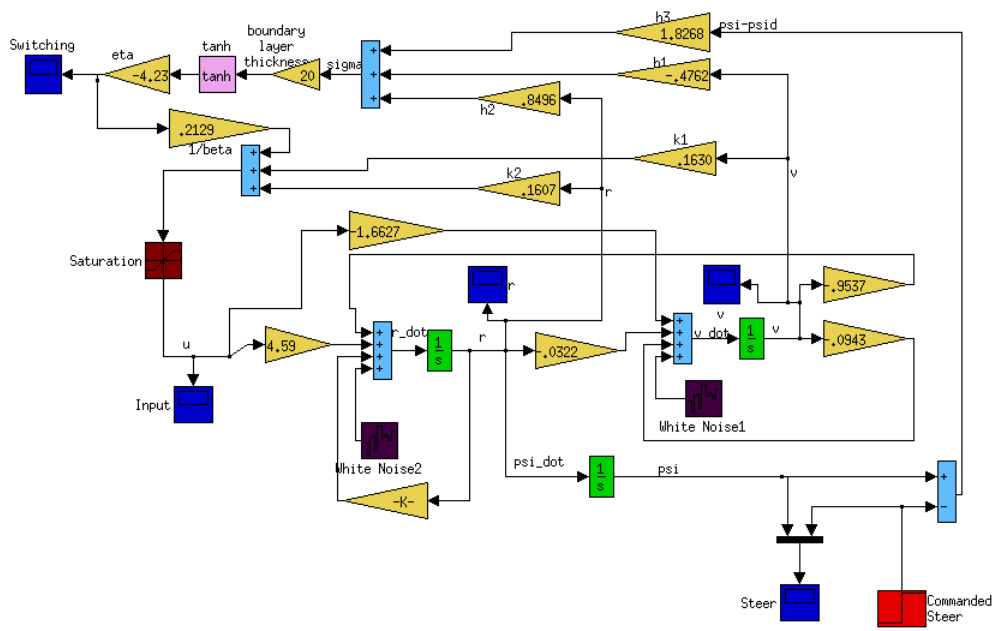 h3
1.8268
psi-psid
boundary
layer
thickness
tanh
eta
Switching
-4.23
tanh
20
sigma
+
+
+
h1
-.4762
.8496
h2
.2129
1/beta
+
+
+
k1
.1630
v
k2
.1607
r
-1.6627
Saturation
r
v
-.9537
u
4.59
+
+
+
+
r_dot
1
s
r
-.0322
+
+
+
+
v_dot
1
s
v
-.0943
Input
White Noise1
White Noise2
psi_dot
1
s
psi
+
-
-K-
Steer
Commanded
Steer